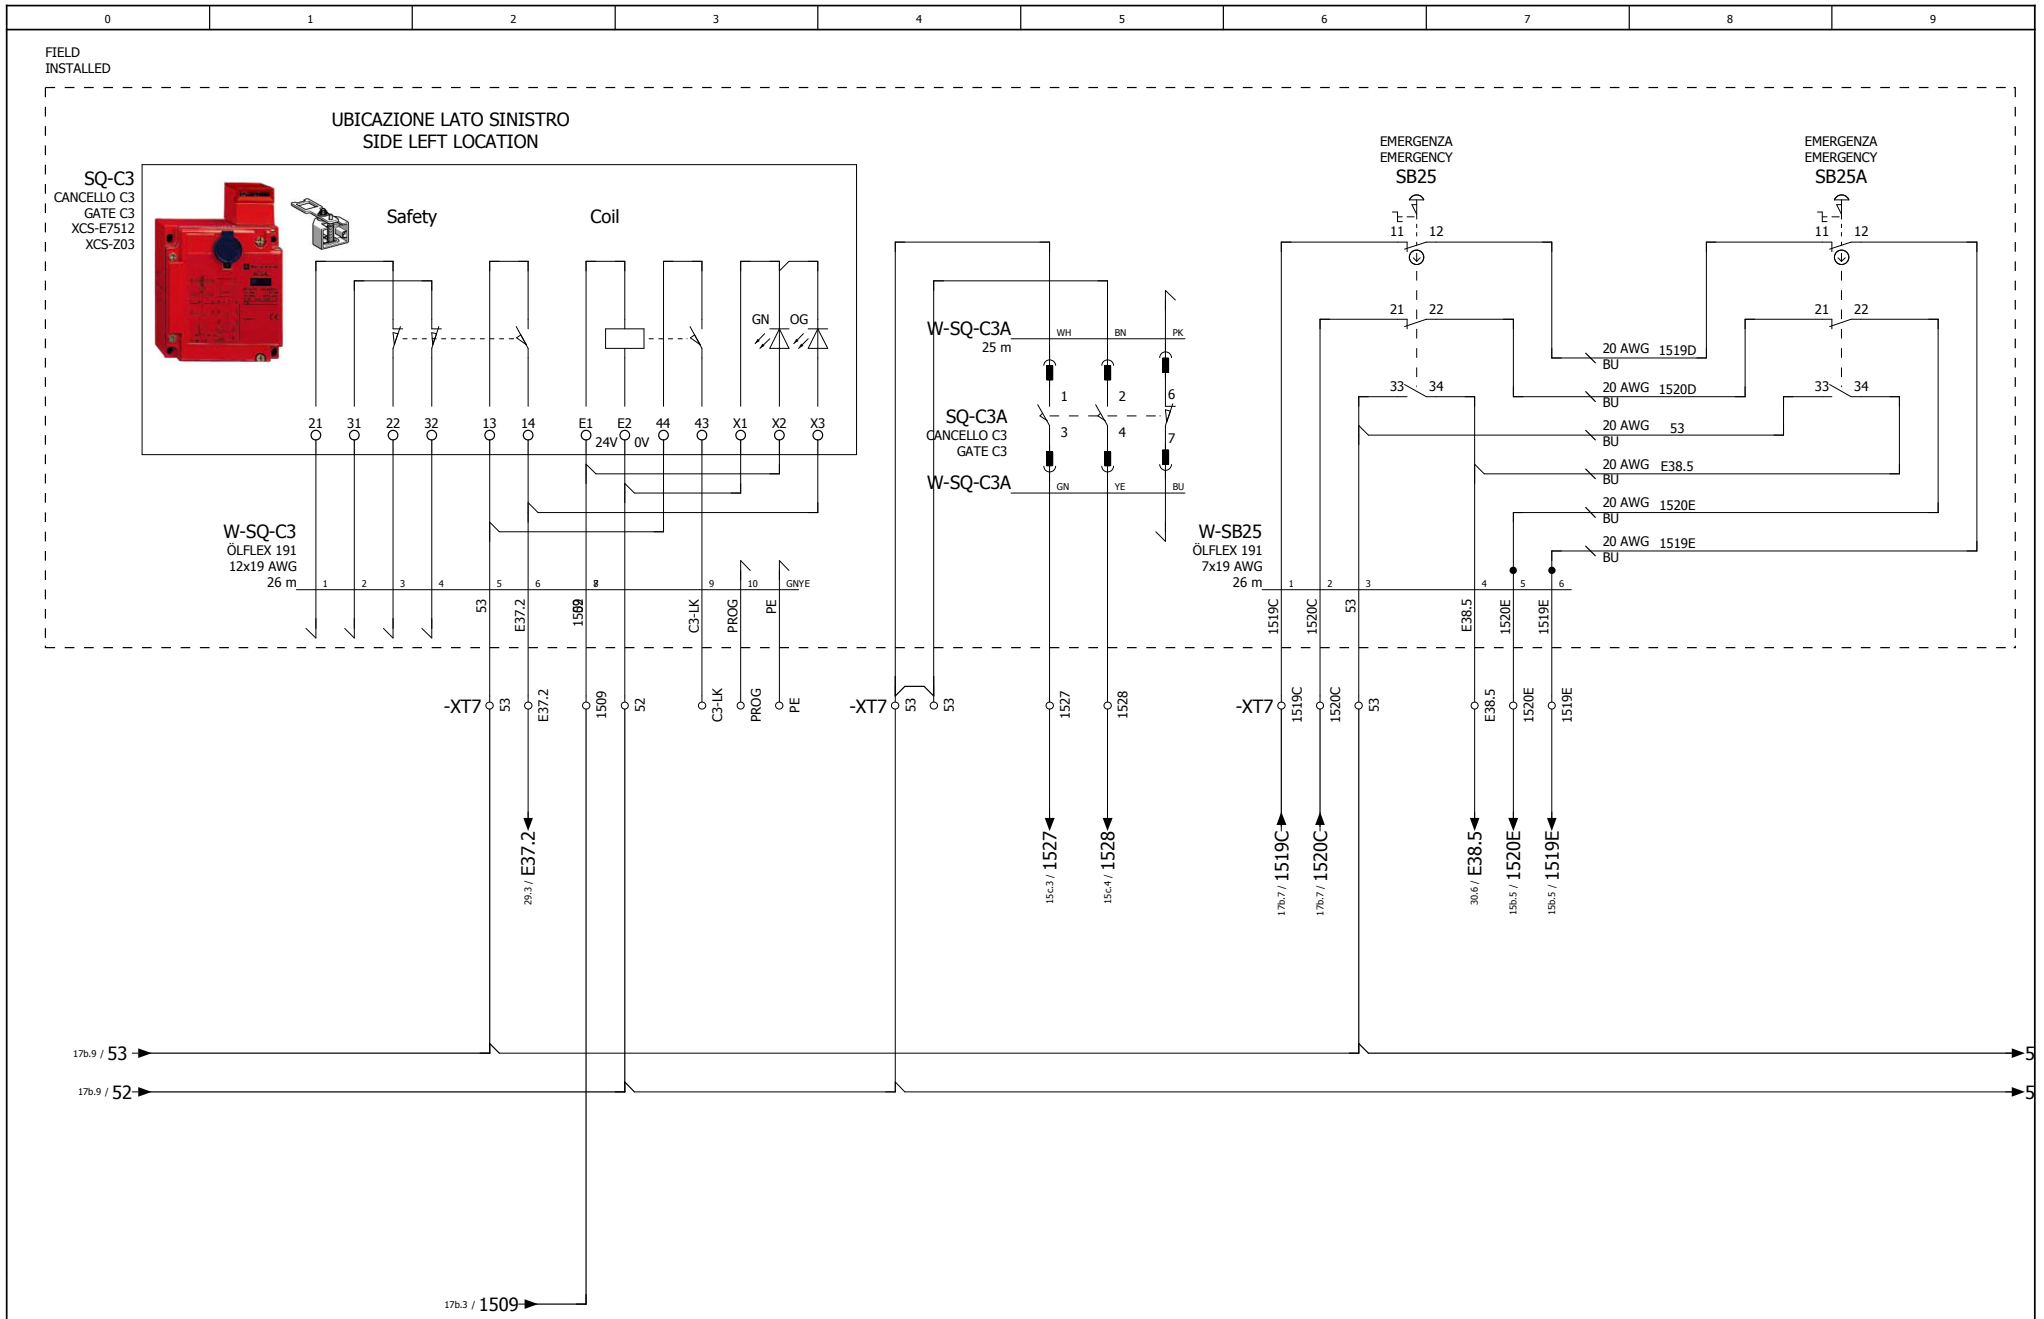 0 1 2 3 4 5 6 7 8 9
FIELD
INSTALLED
UBICAZIONE LATO SINISTRO
SIDE LEFT LOCATION
SQ-C3
CANCELLO C3
GATE C3
XCS-E7512
XCS-Z03
Safety
Coil
GN OG
21 31 22 32 13 14 E1 E2 44 43 X1 X2 X3
24V 0V
W-SQ-C3
ÖLFLEX 191
12x19 AWG
26 m
1 2 3 4 5 6 9 10 GNYE
53
E37.2
C3-LK
PROG
PE
-XT7
53
E37.2
1509
52
C3-LK
PROG
PE
29.3 / E37.2
W-SQ-C3A
25 m
WH BN PK
1 2 6
SQ-C3A
CANCELLO C3
GATE C3
3 4 7
W-SQ-C3A
GN YE BU
-XT7
53
53
1527
1528
15c.3 / 1527
15c.4 / 1528
EMERGENZA
EMERGENCY
SB25
11 12
21 22
33 34
EMERGENZA
EMERGENCY
SB25A
11 12
21 22
33 34
20 AWG 1519D
BU
20 AWG 1520D
BU
20 AWG 53
BU
20 AWG E38.5
BU
20 AWG 1520E
BU
20 AWG 1519E
BU
W-SB25
ÖLFLEX 191
7x19 AWG
26 m
1 2 3 4 5 6
1519C
1520C
53
E38.5
1520E
1519E
-XT7
1519C
1520C
53
E38.5
1520E
1519E
17b.7 / 1519C
17b.7 / 1520C
30.6 / E38.5
15b.5 / 1520E
15b.5 / 1519E
17b.9 / 53
5
17b.9 / 52
5
17b.3 / 1509